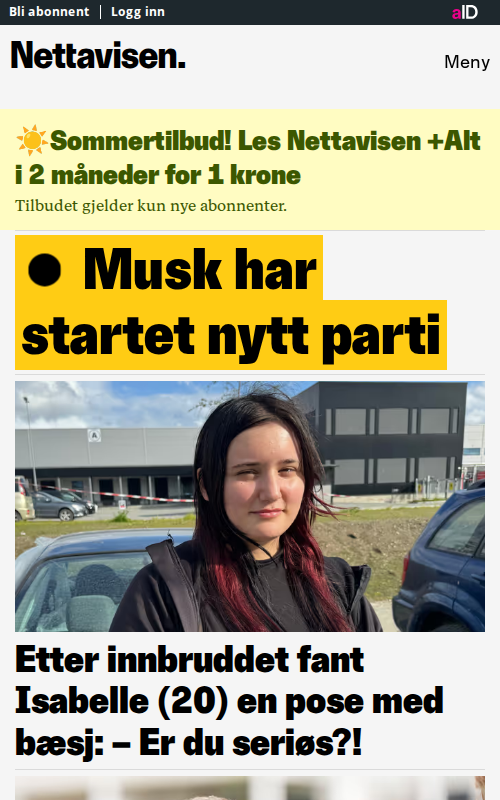 Bli abonnent | Logg inn
aID
Nettavisen.
Meny
☀️Sommertilbud! Les Nettavisen +Alt
i 2 måneder for 1 krone
Tilbudet gjelder kun nye abonnenter.
● Musk har
startet nytt parti
A
Etter innbruddet fant
Isabelle (20) en pose med
bæsj: – Er du seriøs?!